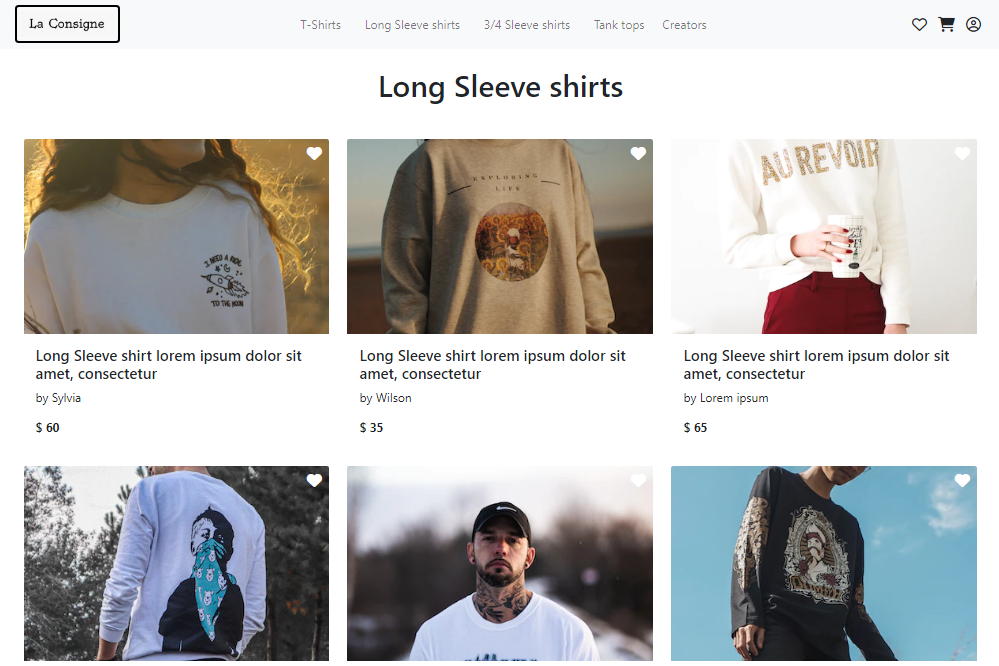 La Consigne
T-Shirts Long Sleeve shirts 3/4 Sleeve shirts Tank tops Creators
Long Sleeve shirts
I NEED A RIDE
TO THE MOON
EXPLORING
LIFE
AU REVOIR
Long Sleeve shirt lorem ipsum dolor sit
amet, consectetur
by Sylvia
$ 60
Long Sleeve shirt lorem ipsum dolor sit
amet, consectetur
by Wilson
$ 35
Long Sleeve shirt lorem ipsum dolor sit
amet, consectetur
by Lorem ipsum
$ 65